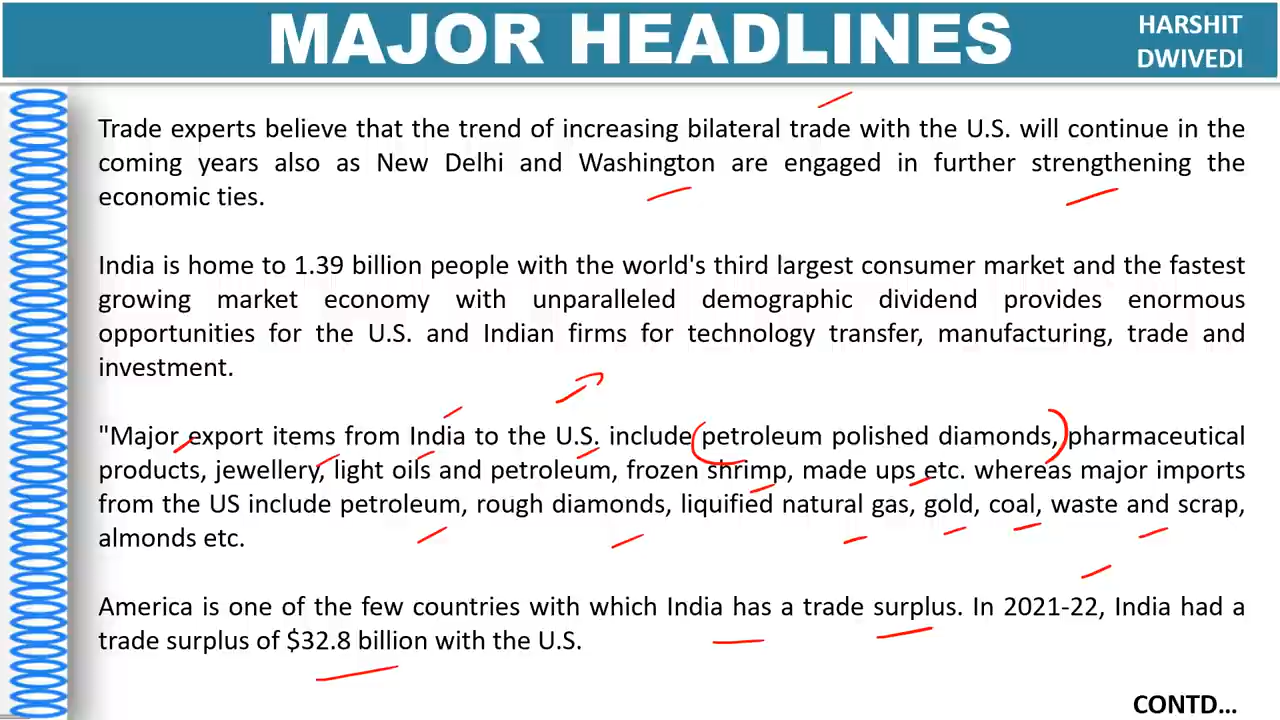 MAJOR HEADLINES
HARSHIT
DWIVEDI
Trade experts believe that the trend of increasing bilateral trade with the U.S. will continue in the
coming years also as New Delhi and Washington are engaged in further strengthening the
economic ties.
India is home to 1.39 billion people with the world's third largest consumer market and the fastest
growing market economy with unparalleled demographic dividend provides enormous
opportunities for the U.S. and Indian firms for technology transfer, manufacturing, trade and
investment.
"Major export items from India to the U.S. include petroleum polished diamonds, pharmaceutical
products, jewellery, light oils and petroleum, frozen shrimp, made ups etc. whereas major imports
from the US include petroleum, rough diamonds, liquified natural gas, gold, coal, waste and scrap,
almonds etc.
America is one of the few countries with which India has a trade surplus. In 2021-22, India had a
trade surplus of $32.8 billion with the U.S.
CONTD...